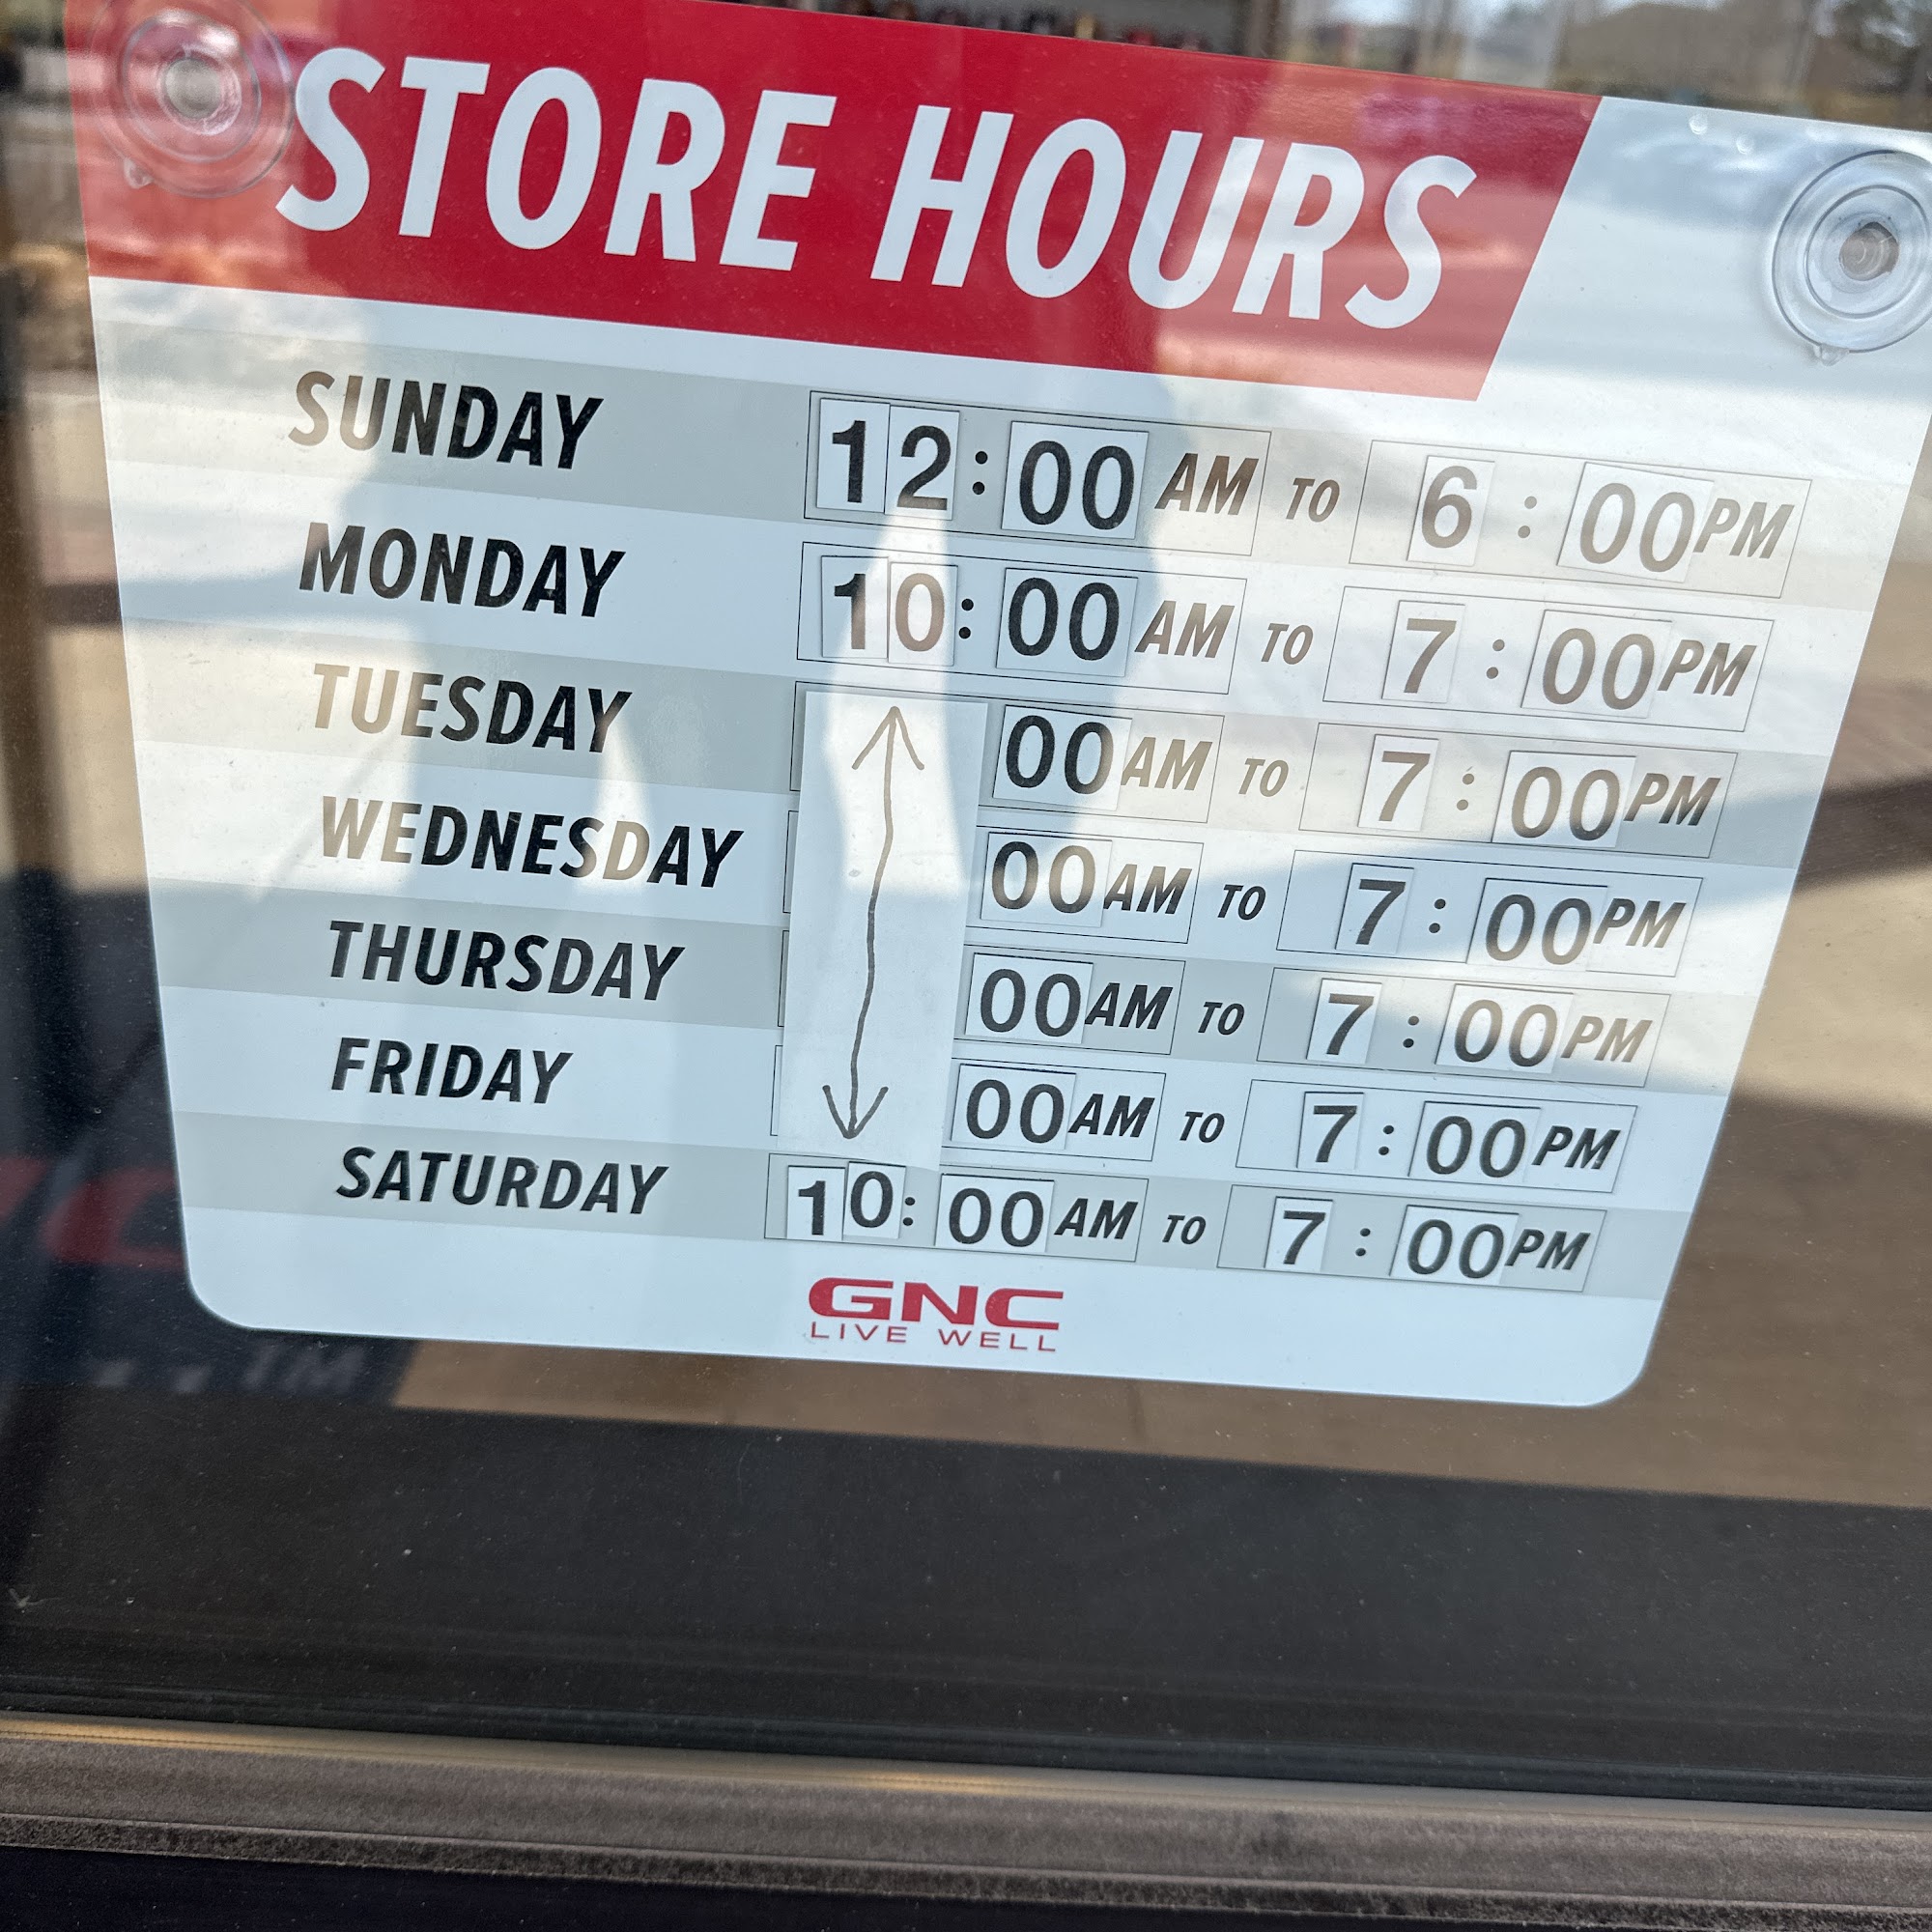 STORE HOURS
SUNDAY 12:00 AM TO 6:00 PM
MONDAY 10:00 AM TO 7:00 PM
TUESDAY 00 AM TO 7:00 PM
WEDNESDAY 00 AM TO 7:00 PM
THURSDAY 00 AM TO 7:00 PM
FRIDAY 00 AM TO 7:00 PM
SATURDAY 10:00 AM TO 7:00 PM
GNC
LIVE WELL
TM